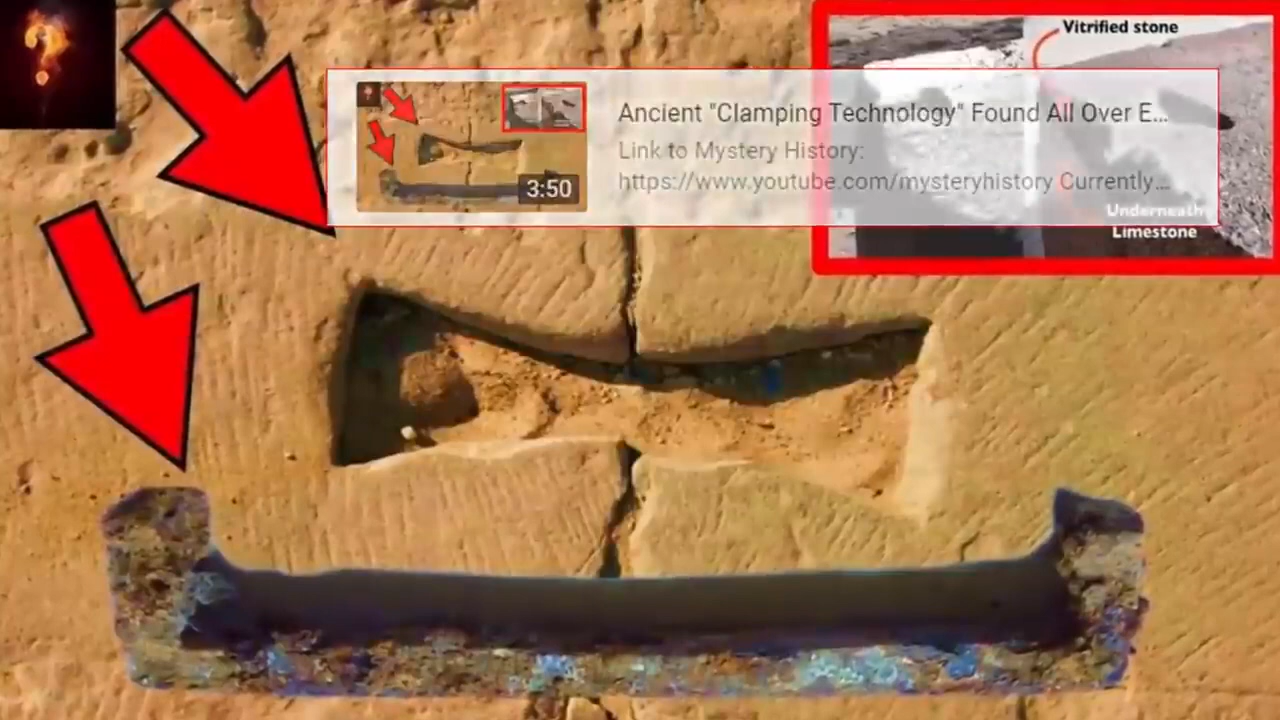 Vitrified stone
Ancient "Clamping Technology" Found All Over E...
Link to Mystery History:
https://www.youtube.com/mysteryhistory Currently...
3:50
Underneath
Limestone